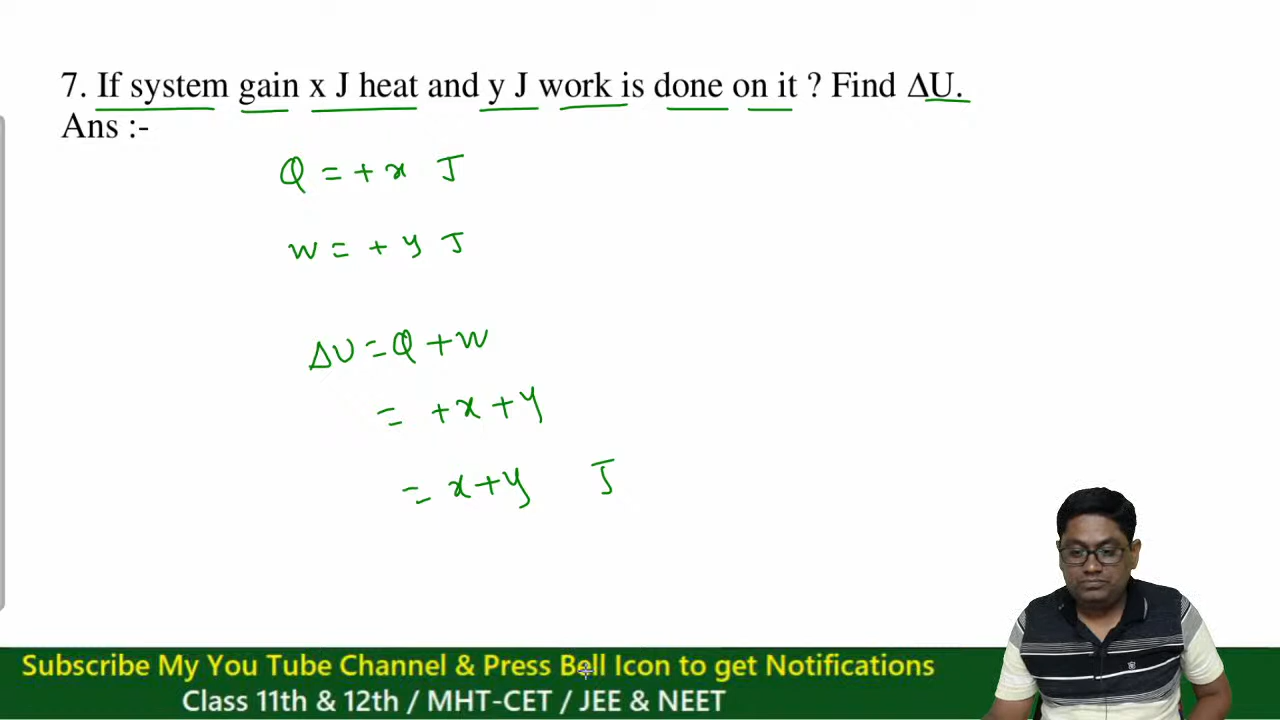 7. If system gain x J heat and y J work is done on it ? Find ΔU.
Ans :-
Q = + x J
W = + y J
ΔU = Q + W
= + x + y
= x + y J
Subscribe My You Tube Channel & Press Bell Icon to get Notifications
Class 11th & 12th / MHT-CET / JEE & NEET